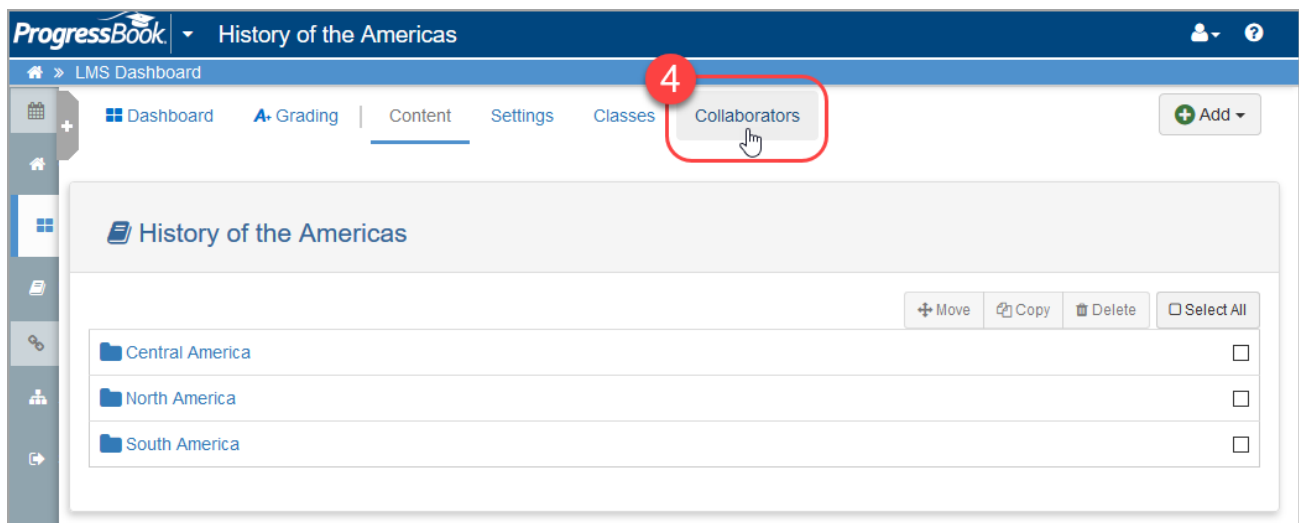 ProgressBook History of the Americas
» LMS Dashboard
4
Dashboard A+ Grading Content Settings Classes Collaborators Add
History of the Americas
Move Copy Delete Select All
Central America
North America
South America